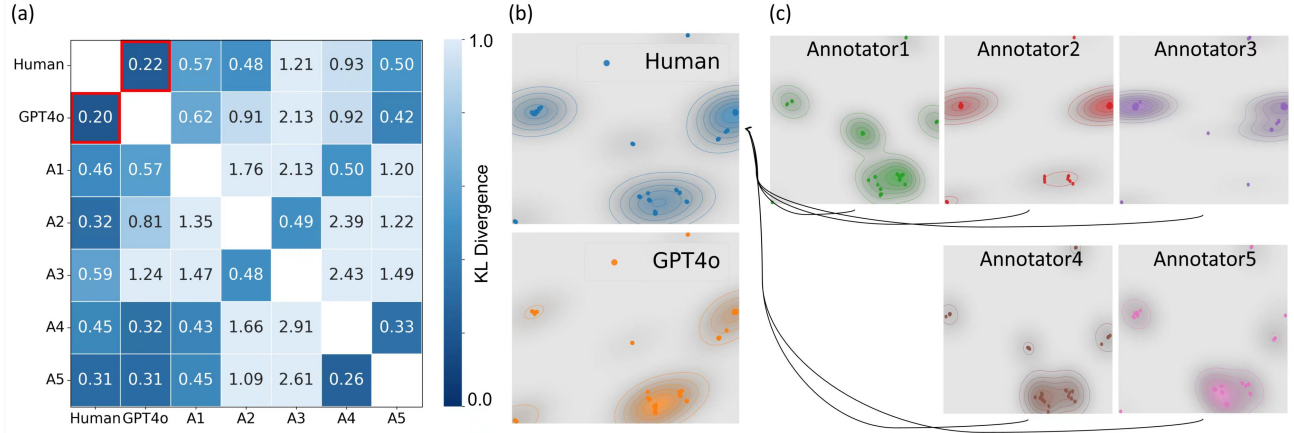 (a)
Human 0.22 0.57 0.48 1.21 0.93 0.50
GPT4o 0.20 0.62 0.91 2.13 0.92 0.42
A1 0.46 0.57 1.76 2.13 0.50 1.20
A2 0.32 0.81 1.35 0.49 2.39 1.22
A3 0.59 1.24 1.47 0.48 2.43 1.49
A4 0.45 0.32 0.43 1.66 2.91 0.33
A5 0.31 0.31 0.45 1.09 2.61 0.26
Human GPT4o A1 A2 A3 A4 A5
1.0
KL Divergence
0.0
(b)
Human
GPT4o
(c)
Annotator1 Annotator2 Annotator3
Annotator4 Annotator5